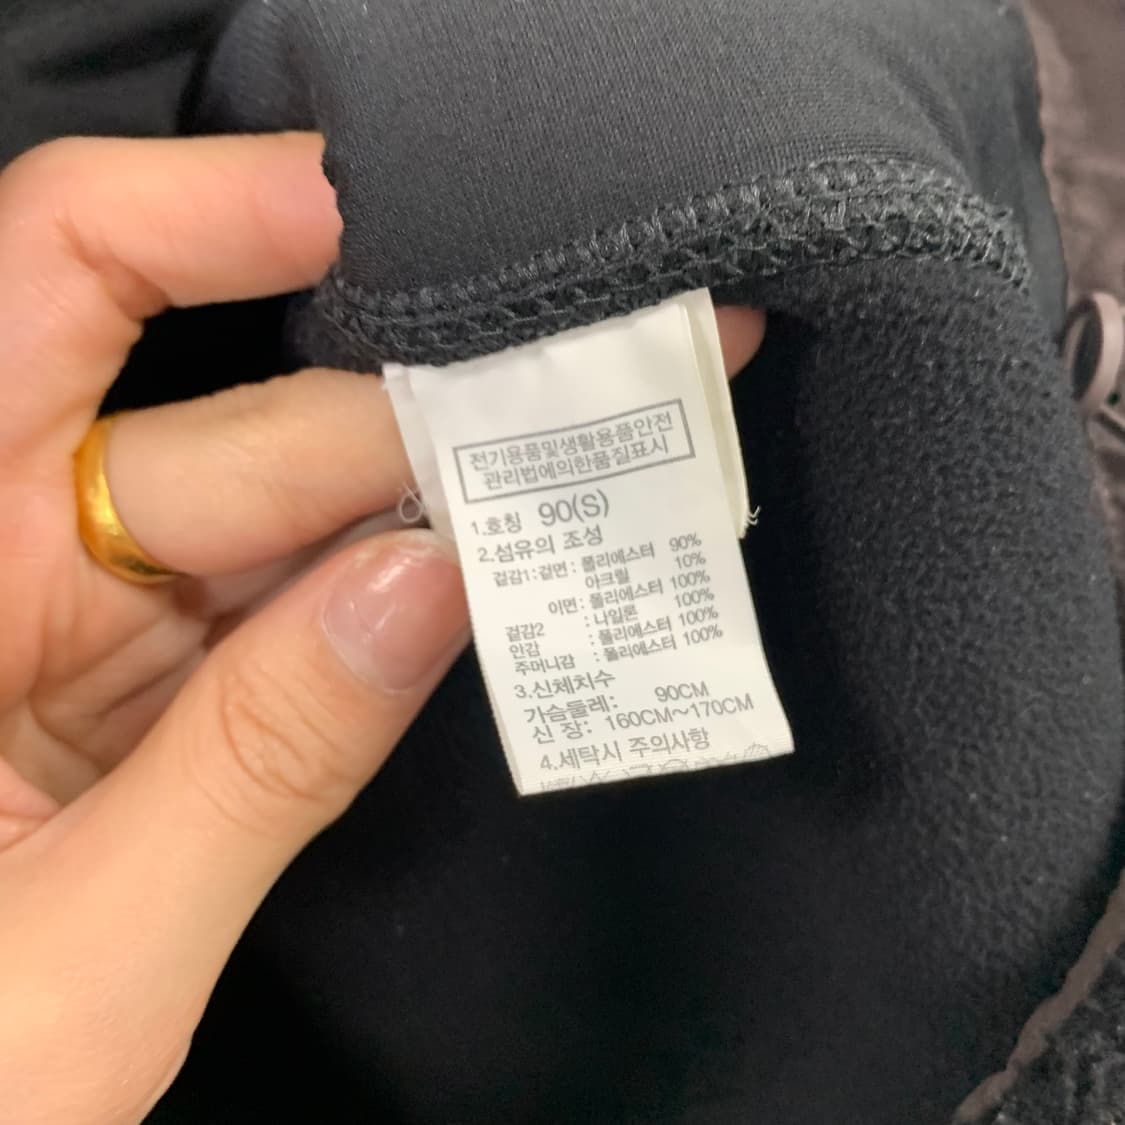 전기용품및생활용품안전
관리법에의한품질표시
1.호칭 90(S)
2.섬유의 조성
겉감1:겉면: 폴리에스터 90%
아크릴 10%
이면: 폴리에스터 100%
겉감2 : 나일론 100%
안감 : 폴리에스터 100%
주머니감 : 폴리에스터 100%
3.신체치수
가슴둘레: 90CM
신 장: 160CM~170CM
4.세탁시 주의사항